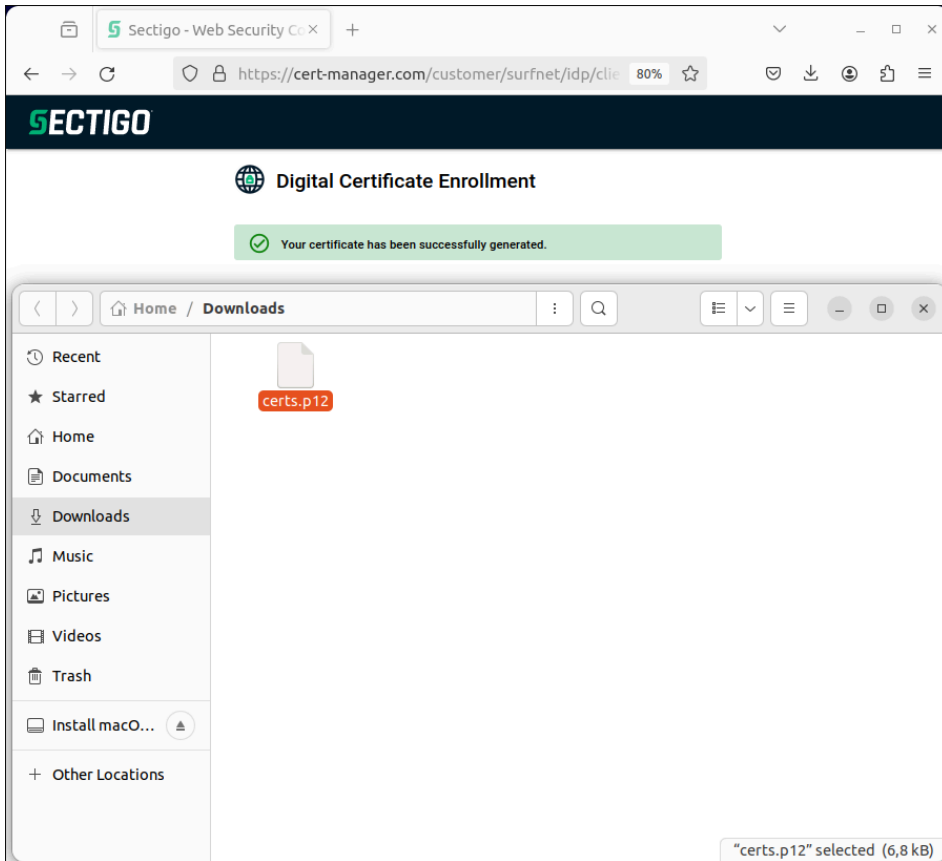 Sectigo - Web Security Co
https://cert-manager.com/customer/surfnet/idp/clie 80%
SECTIGO
Digital Certificate Enrollment
Your certificate has been successfully generated.
Home / Downloads
Recent
Starred
Home
Documents
Downloads
Music
Pictures
Videos
Trash
Install macO...
Other Locations
certs.p12
"certs.p12" selected (6,8 kB)